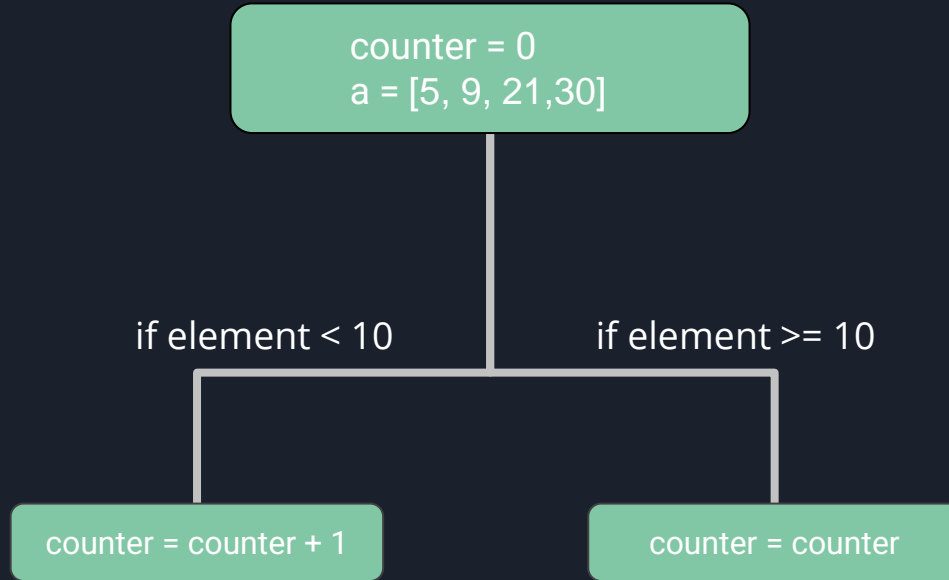 counter = 0
a = [5, 9, 21,30]
if element < 10
if element >= 10
counter = counter + 1
counter = counter